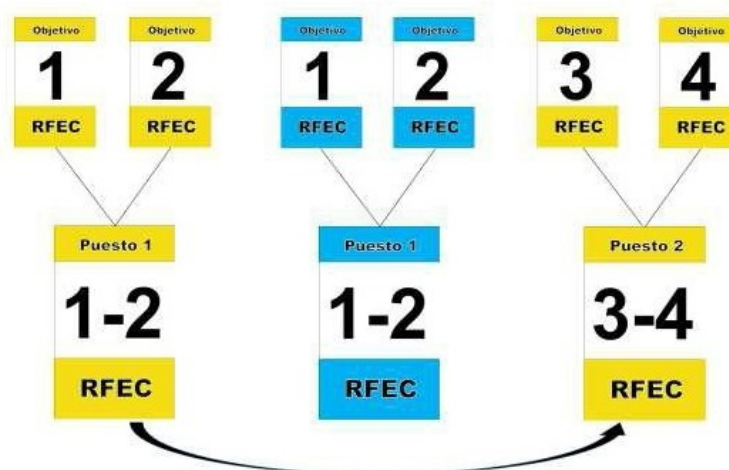 Objetivo Objetivo Objetivo Objetivo Objetivo Objetivo
1 2 1 2 3 4
RFEC RFEC RFEC RFEC RFEC RFEC
Puesto 1 Puesto 1 Puesto 2
1-2 1-2 3-4
RFEC RFEC RFEC